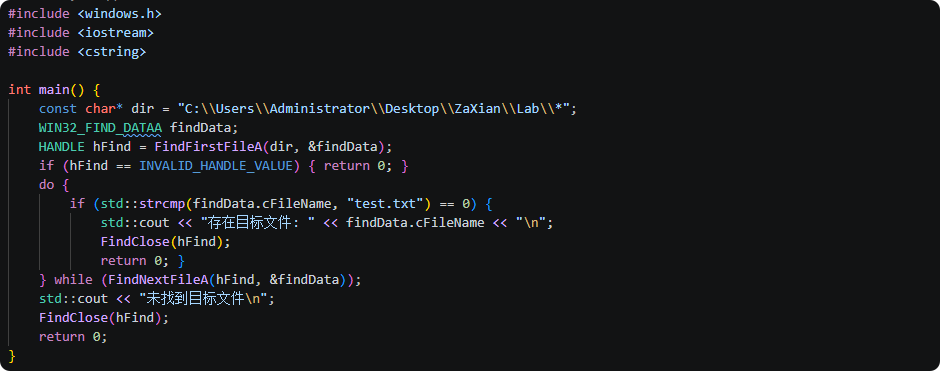 #include <windows.h>
#include <iostream>
#include <cstring>
int main() {
    const char* dir = "C:\\Users\\Administrator\\Desktop\\ZaXian\\Lab\\*";
    WIN32_FIND_DATAA findData;
    HANDLE hFind = FindFirstFileA(dir, &findData);
    if (hFind == INVALID_HANDLE_VALUE) { return 0; }
    do {
        if (std::strcmp(findData.cFileName, "test.txt") == 0) {
            std::cout << "存在目标文件: " << findData.cFileName << "\n";
            FindClose(hFind);
            return 0; }
    } while (FindNextFileA(hFind, &findData));
    std::cout << "未找到目标文件\n";
    FindClose(hFind);
    return 0;
}